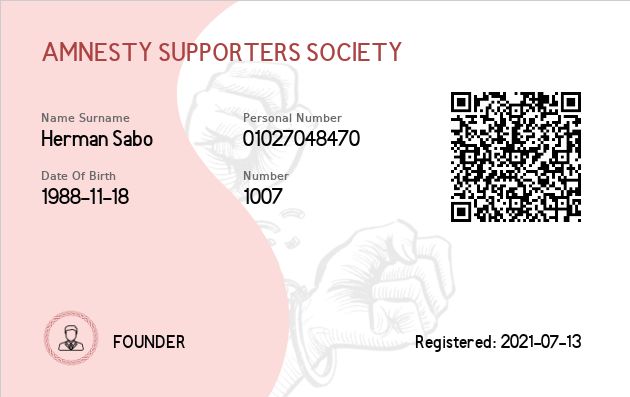 AMNESTY SUPPORTERS SOCIETY
Name Surname
Herman Sabo
Personal Number
01027048470
Date Of Birth
1988-11-18
Number
1007
FOUNDER
Registered: 2021-07-13